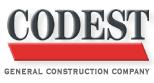 CODEST
GENERAL CONSTRUCTION COMPANY